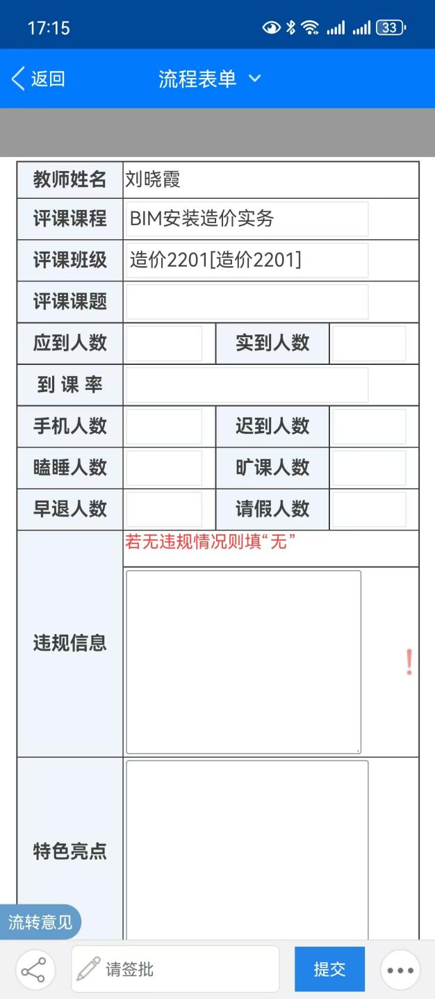 17:15
33
返回
流程表单
教师姓名 刘晓霞
评课课程 BIM安装造价实务
评课班级 造价2201[造价2201]
评课课题
应到人数 实到人数
到 课 率
手机人数 迟到人数
瞌睡人数 旷课人数
早退人数 请假人数
若无违规情况则填“无”
违规信息
特色亮点
流转意见
请签批
提交